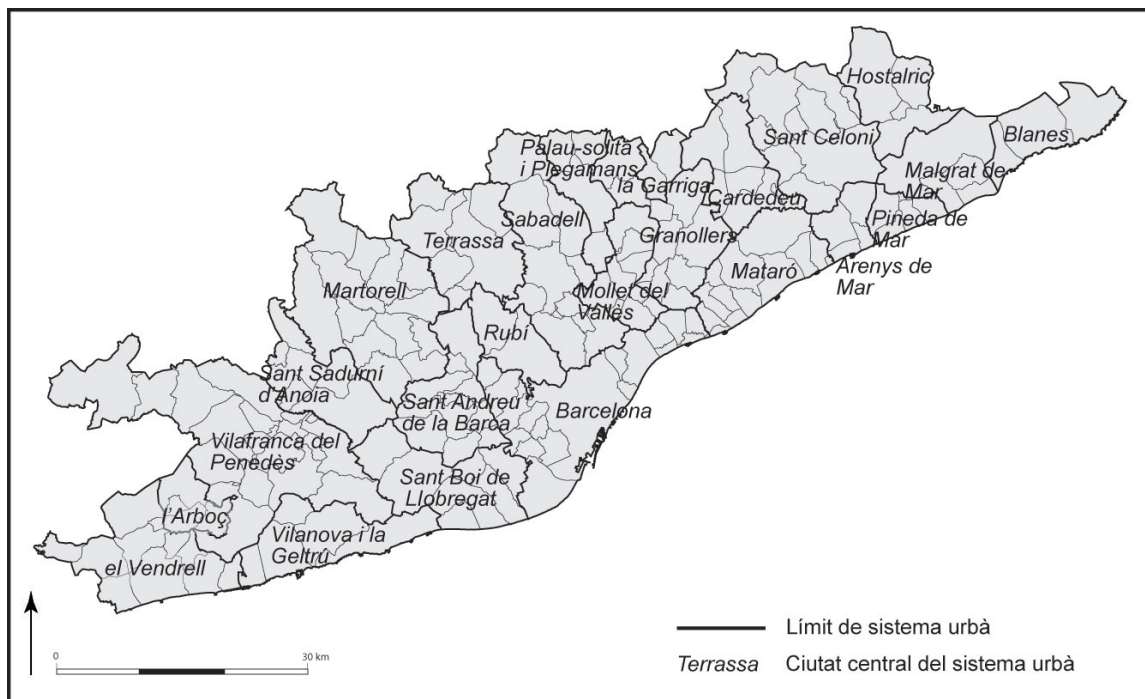 Hostalric
Sant Celoni
Blanes
Palau-solità
i Plegamans
la Garriga
Malgrat de
Mar
Cardedeu
Sabadell
Pineda de
Mar
Terrassa
Granollers
Mataró
Arenys de
Mar
Martorell
Mollet del
Vallès
Rubí
Sant Sadurní
d'Anoia
Sant Andreu
de la Barca
Barcelona
Vilafranca del
Penedès
Sant Boi de
Llobregat
l'Arboç
Vilanova i la
Geltrú
el Vendrell
0 30 km
Límit de sistema urbà
Terrassa Ciutat central del sistema urbà